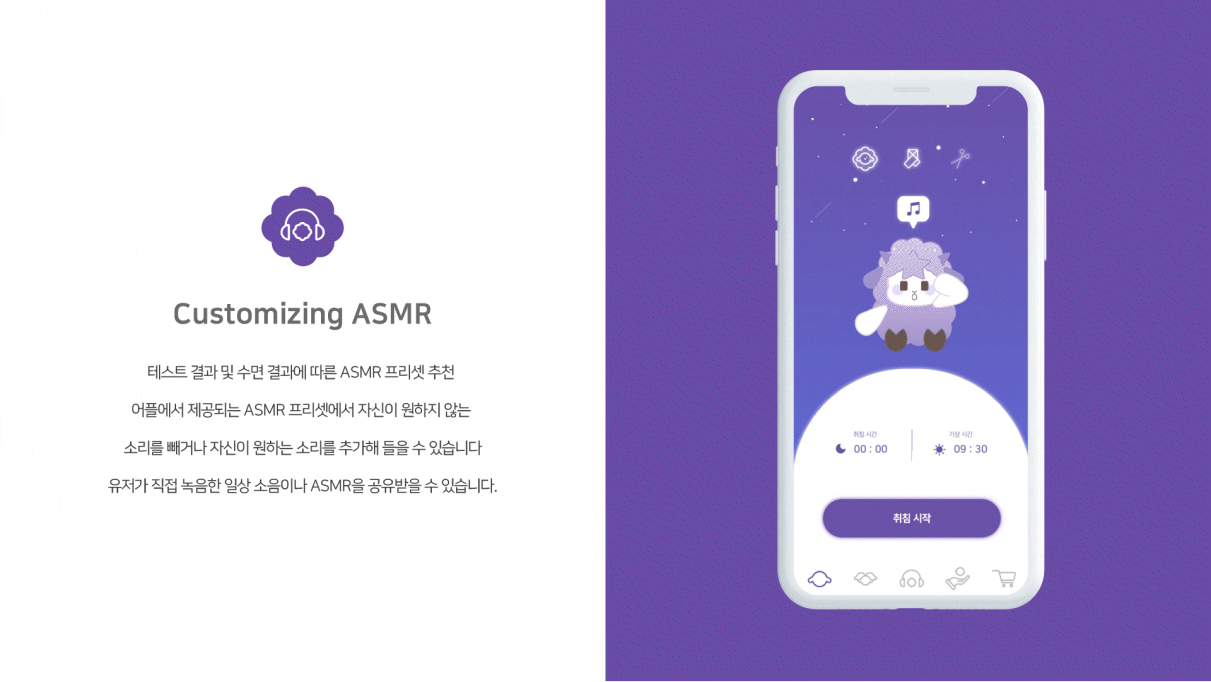 Customizing ASMR
테스트 결과 및 수면 결과에 따른 ASMR 프리셋 추천
어플에서 제공되는 ASMR 프리셋에서 자신이 원하지 않는
소리를 빼거나 자신이 원하는 소리를 추가해 들을 수 있습니다
유저가 직접 녹음한 일상 소음이나 ASMR을 공유받을 수 있습니다.
취침 시간
기상 시간
00 : 00
09 : 30
취침 시작